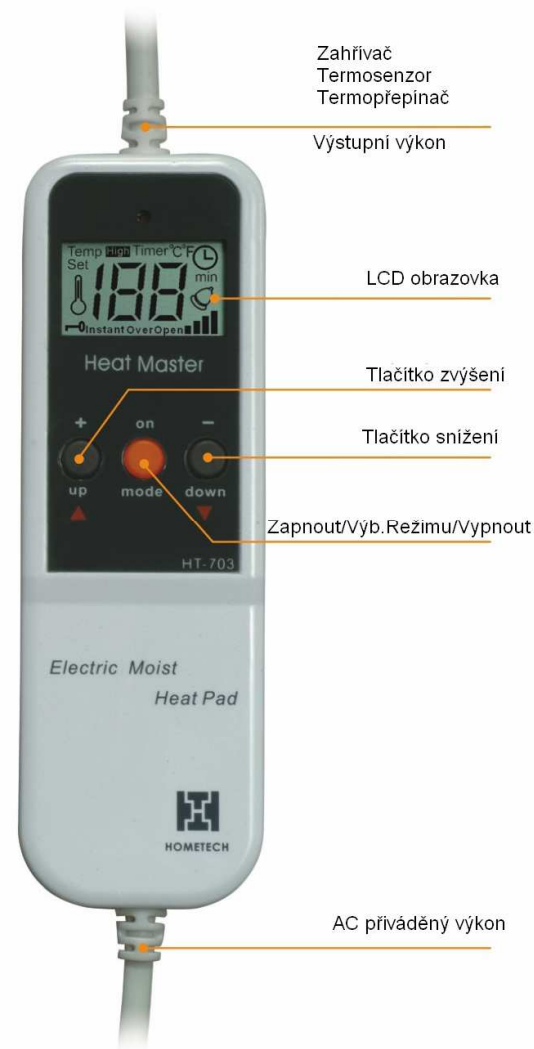 Zahřívač
Termosenzor
Termopřepínač
Výstupní výkon
Temp High Timer °C°F
Set
min
188
Instant Over Open
LCD obrazovka
Heat Master
Tlačítko zvýšení
+ on −
Tlačítko snížení
up mode down
Zapnout/Výb.Režimu/Vypnout
HT-703
Electric Moist
Heat Pad
HOMETECH
AC přiváděný výkon